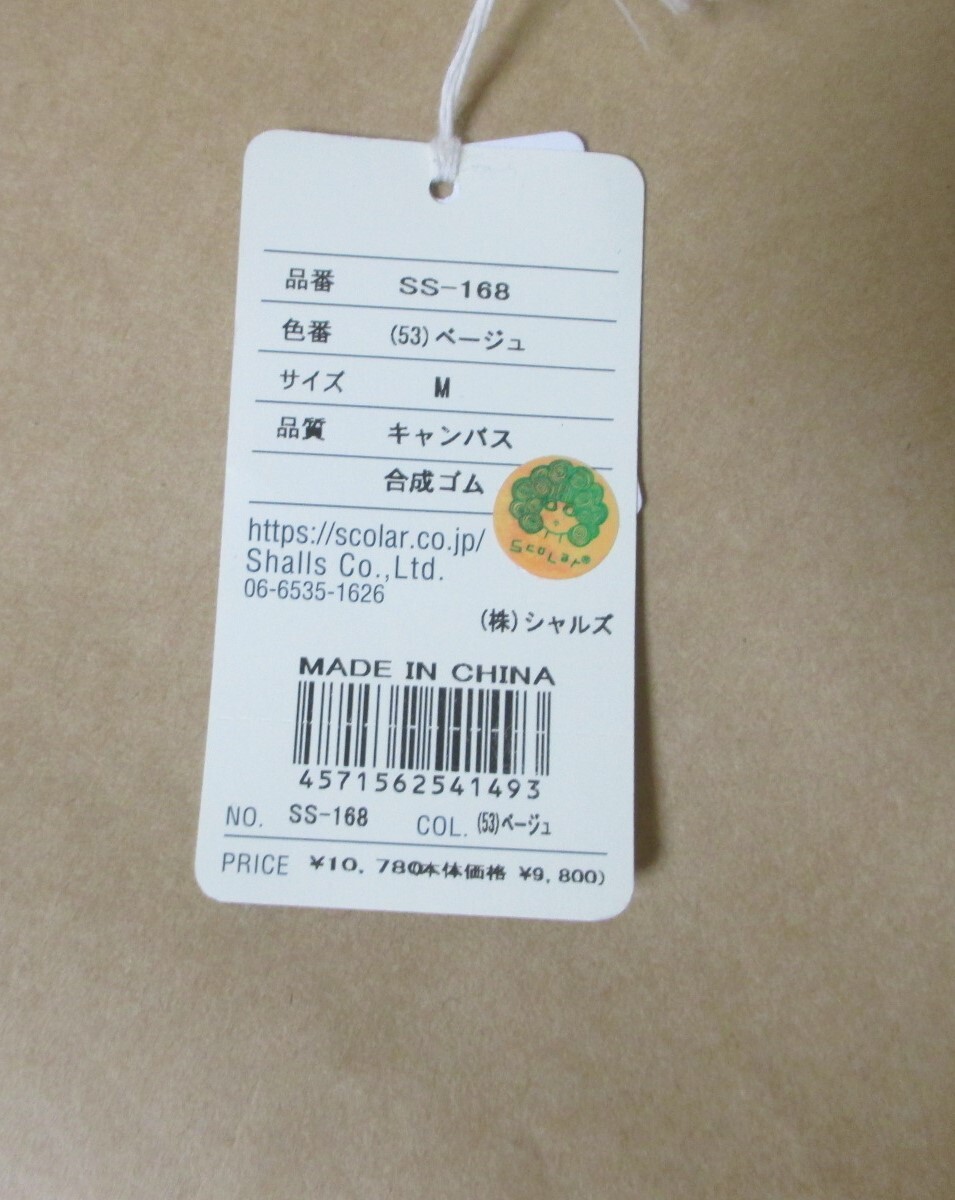 品番 SS-168
色番 (53)ベージュ
サイズ M
品質 キャンバス
合成ゴム
https://scolar.co.jp/
Shalls Co.,Ltd.
06-6535-1626
ScoLar®
(株)シャルズ
MADE IN CHINA
4571562541493
NO. SS-168 COL. (53)ベージュ
PRICE ¥10,780(本体価格 ¥9,800)